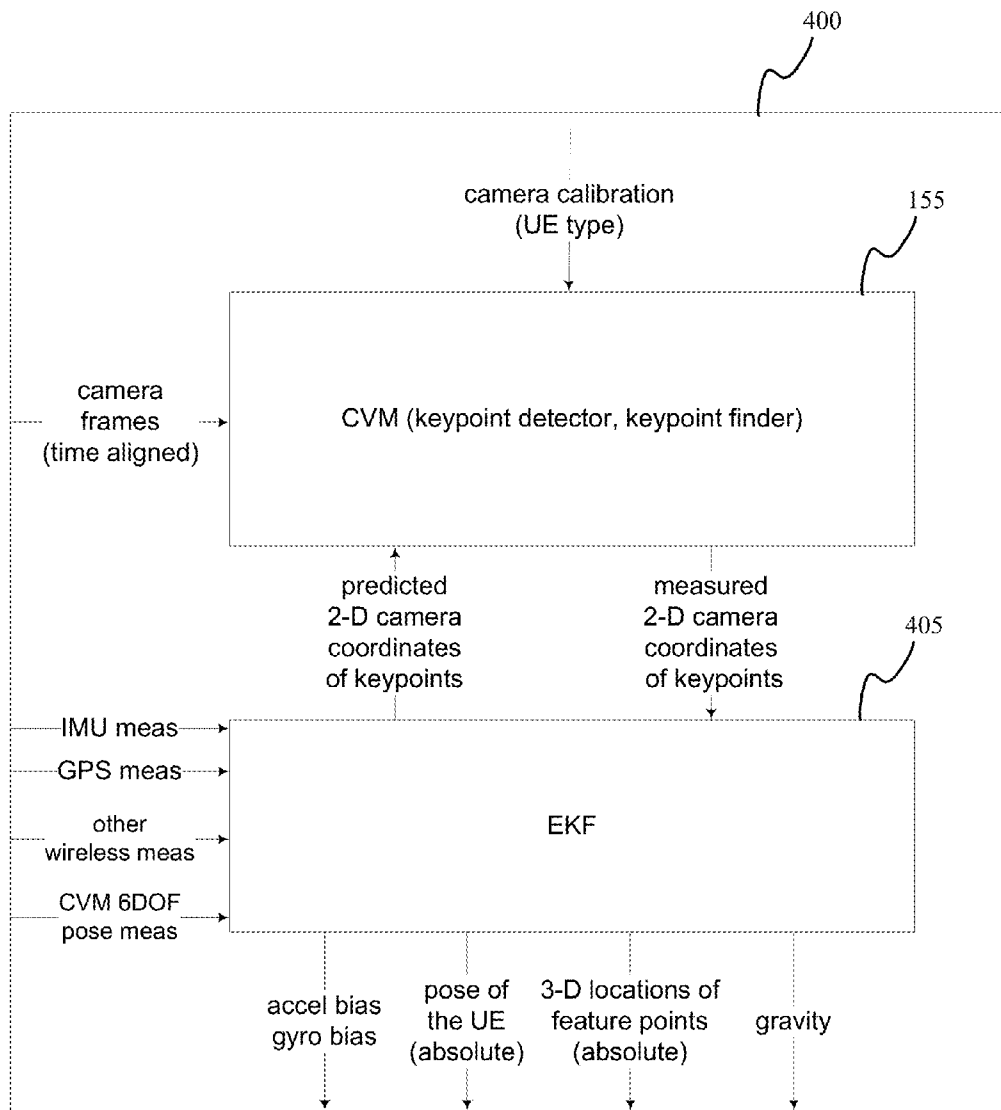 400
camera calibration
(UE type)
155
camera
frames
(time aligned)
CVM (keypoint detector, keypoint finder)
predicted
2-D camera
coordinates
of keypoints
measured
2-D camera
coordinates
of keypoints
405
IMU meas
GPS meas
other
wireless meas
CVM 6DOF
pose meas
EKF
accel bias
gyro bias
pose of
the UE
(absolute)
3-D locations of
feature points
(absolute)
gravity